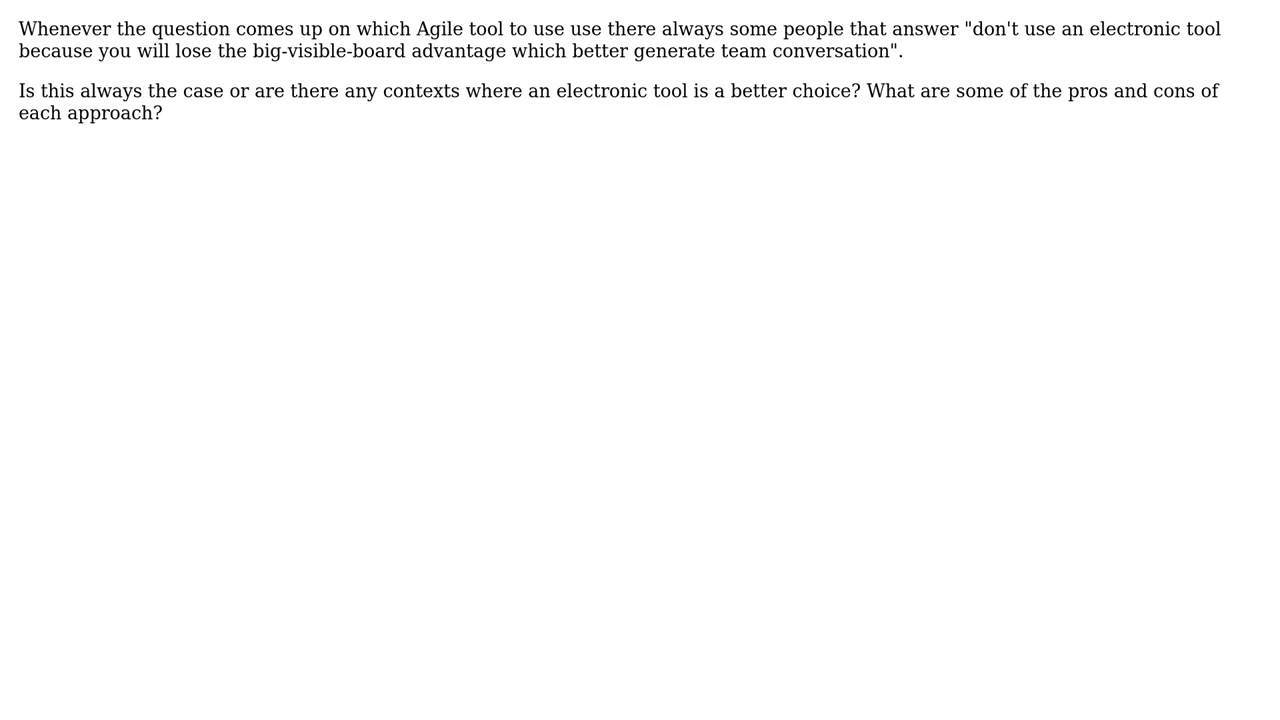 Whenever the question comes up on which Agile tool to use use there always some people that answer "don't use an electronic tool
because you will lose the big-visible-board advantage which better generate team conversation".
Is this always the case or are there any contexts where an electronic tool is a better choice? What are some of the pros and cons of
each approach?